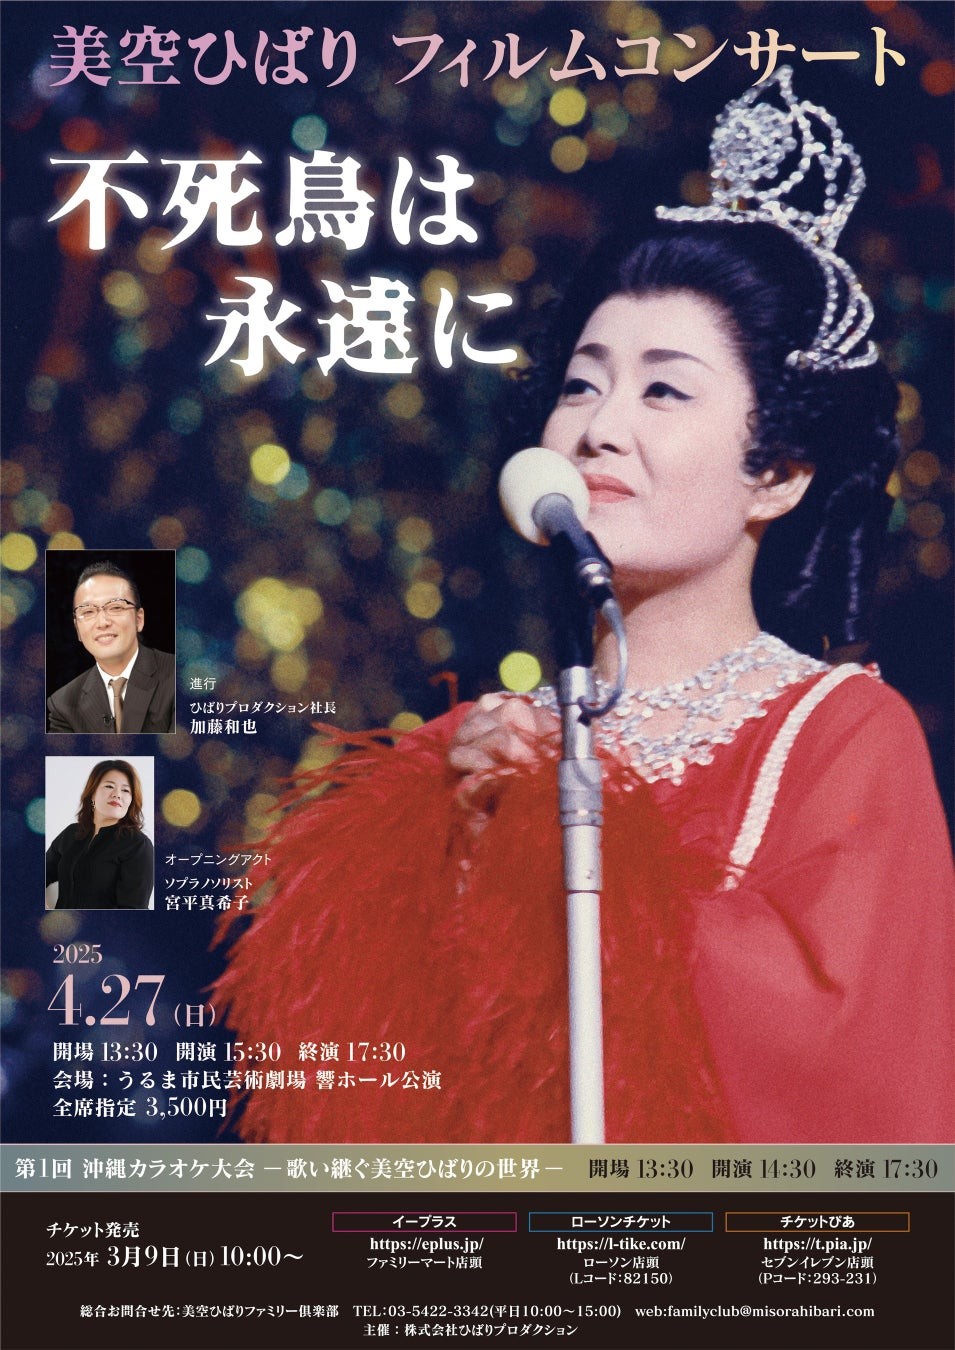 美空ひばり フィルムコンサート
不死鳥は
永遠に
進行
ひばりプロダクション社長
加藤和也
オープニングアクト
ソプラノソリスト
宮平真希子
2025
4.27(日)
開場 13:30 開演 15:30 終演 17:30
会場：うるま市民芸術劇場 響ホール公演
全席指定 3,500円
第1回 沖縄カラオケ大会 ー歌い継ぐ美空ひばりの世界ー 開場 13:30 開演 14:30 終演 17:30
チケット発売
2025年 3月9日(日) 10:00〜
イープラス
https://eplus.jp/
ファミリーマート店頭
ローソンチケット
https://l-tike.com/
ローソン店頭
(Lコード:82150)
チケットぴあ
https://t.pia.jp/
セブンイレブン店頭
(Pコード:293-231)
総合お問合せ先:美空ひばりファミリー倶楽部 TEL:03-5422-3342(平日10:00〜15:00) web:familyclub@misorahibari.com
主催：株式会社ひばりプロダクション